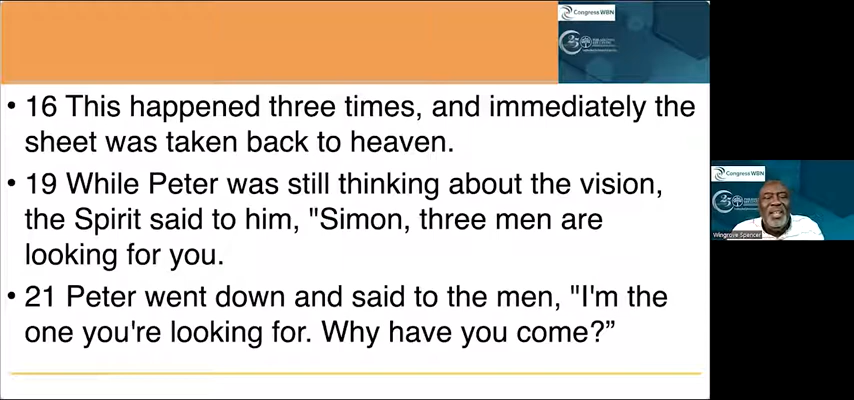 Congress WBN
25
• 16 This happened three times, and immediately the
sheet was taken back to heaven.
• 19 While Peter was still thinking about the vision,
the Spirit said to him, "Simon, three men are
looking for you.
• 21 Peter went down and said to the men, "I'm the
one you're looking for. Why have you come?”
Congress WBN
25
Wingrove Spencer